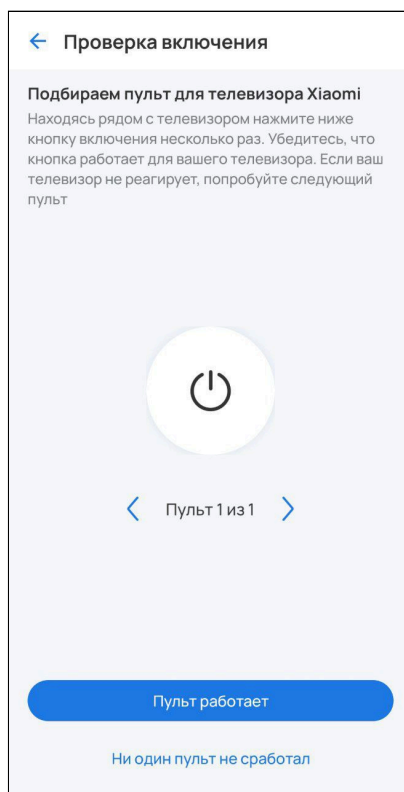 Проверка включения
Подбираем пульт для телевизора Xiaomi
Находясь рядом с телевизором нажмите ниже
кнопку включения несколько раз. Убедитесь, что
кнопка работает для вашего телевизора. Если ваш
телевизор не реагирует, попробуйте следующий
пульт
Пульт 1 из 1
Пульт работает
Ни один пульт не сработал